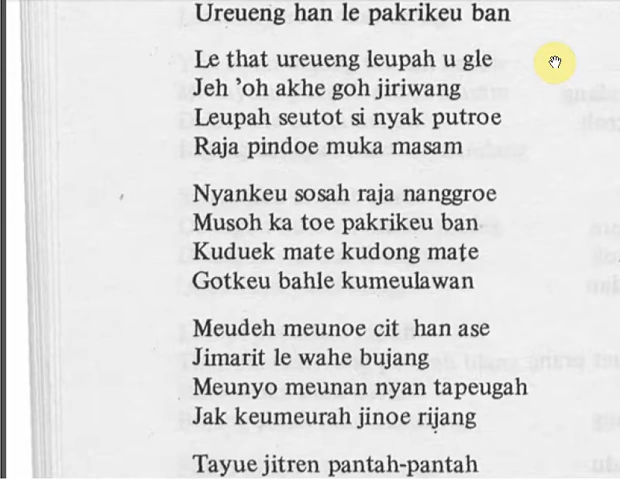 Ureueng han le pakrikeu ban
Le that ureueng leupah u gle
Jeh 'oh akhe goh jiriwang
Leupah seutot si nyak putroe
Raja pindoe muka masam
Nyankeu sosah raja nanggroe
Musoh ka toe pakrikeu ban
Kuduek mate kudong mate
Gotkeu bahle kumeulawan
Meudeh meunoe cit han ase
Jimarit le wahe bujang
Meunyo meunan nyan tapeugah
Jak keumeurah jinoe rijang
Tayue jitren pantah-pantah